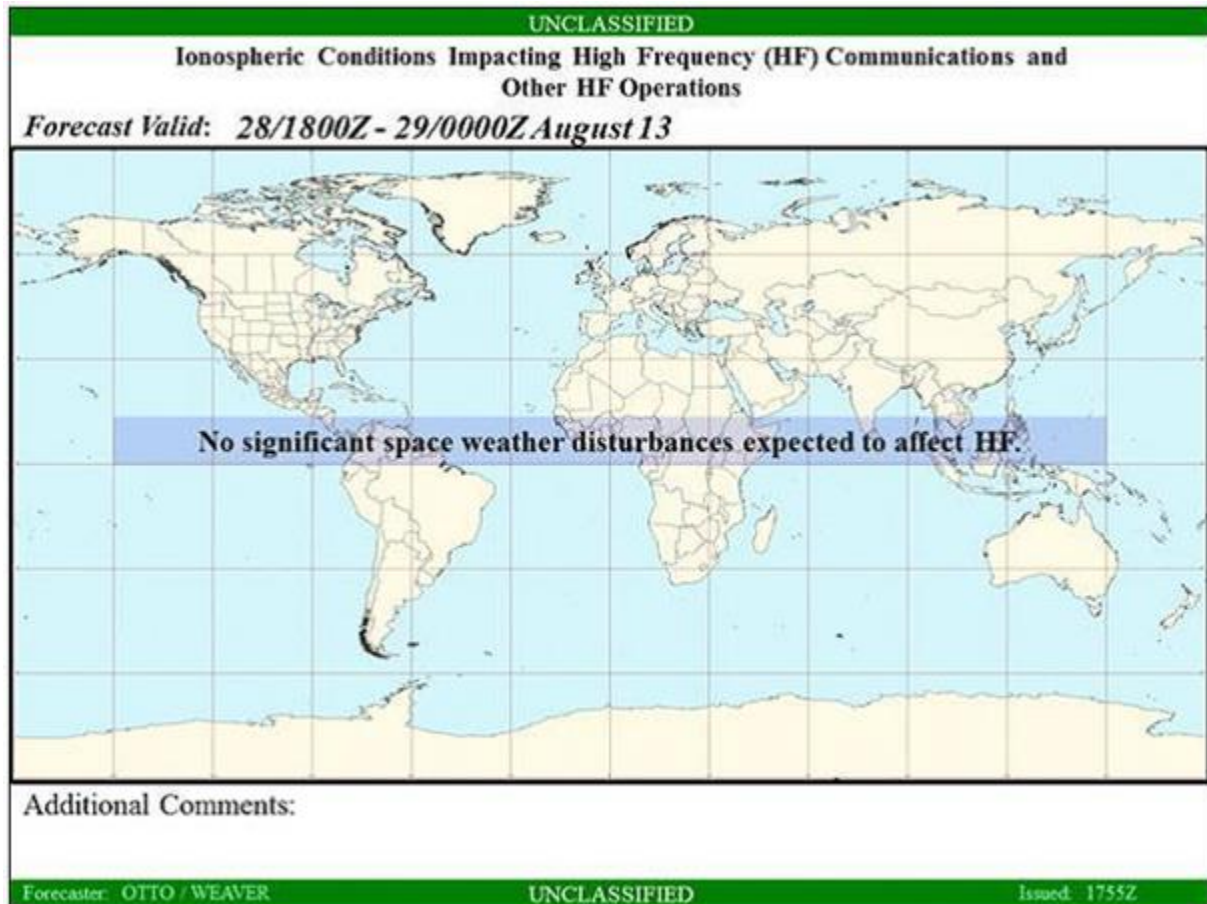 UNCLASSIFIED
Ionospheric Conditions Impacting High Frequency (HF) Communications and
Other HF Operations
Forecast Valid: 28/1800Z - 29/0000Z August 13
No significant space weather disturbances expected to affect HF.
Additional Comments:
Forecaster: OTTO / WEAVER
UNCLASSIFIED
Issued: 1755Z